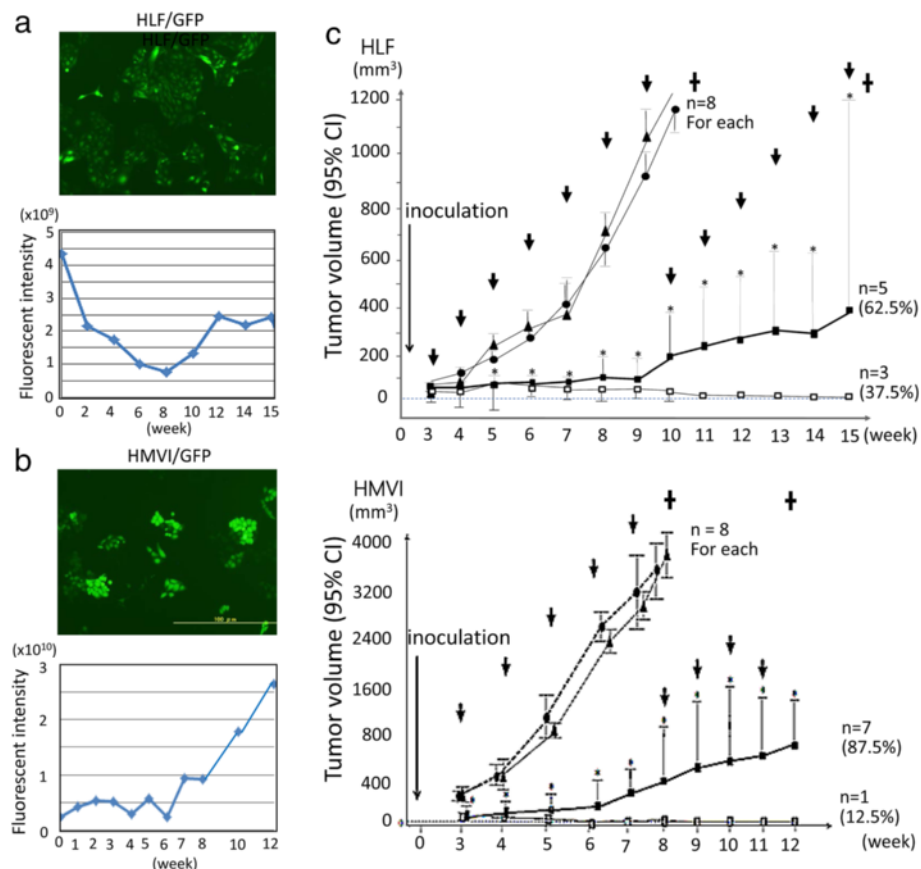 a
HLF/GFP
HLF/GFP
(x10⁹)
5
4
3
2
1
0
Fluorescent intensity
0 2 4 6 8 10 12 14 15
(week)
b
HMVI/GFP
100 μm
(x10¹⁰)
3
2
1
0
Fluorescent intensity
0 1 2 3 4 5 6 7 8 10 12
(week)
c
HLF
(mm³)
1200
1000
800
600
400
200
0
Tumor volume (95% CI)
inoculation
n=8
For each
* * * * * * * * * * *
n=5
(62.5%)
n=3
(37.5%)
0 3 4 5 6 7 8 9 10 11 12 13 14 15 (week)
HMVI
(mm³)
4000
3200
2400
1600
800
400
0
Tumor volume (95% CI)
inoculation
n = 8
For each
n=7
(87.5%)
n=1
(12.5%)
0 3 4 5 6 7 8 9 10 11 12 (week)